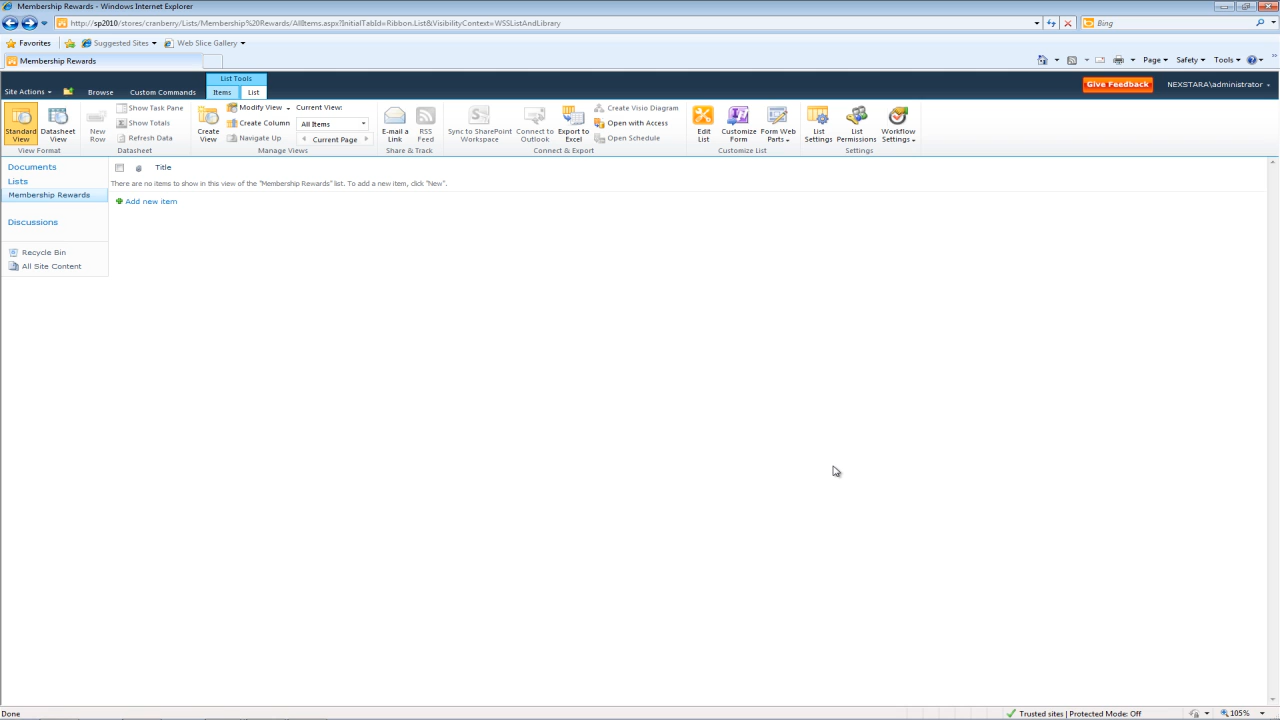 Membership Rewards - Windows Internet Explorer
http://sp2010/stores/cranberry/Lists/Membership%20Rewards/AllItems.aspx?InitialTabId=Ribbon.List&VisibilityContext=WSSListAndLibrary
Bing
Favorites Suggested Sites Web Slice Gallery
Membership Rewards
Page Safety Tools
List Tools
Site Actions Browse Custom Commands Items List
Give Feedback NEXSTARA\administrator
Standard View
Datasheet View
New Row
Show Task Pane
Show Totals
Refresh Data
Create View
Modify View
Create Column
Navigate Up
Current View:
All Items
Current Page
E-mail a Link
RSS Feed
Sync to SharePoint Workspace
Connect to Outlook
Export to Excel
Create Visio Diagram
Open with Access
Open Schedule
Edit List
Customize Form
Form Web Parts
List Settings
List Permissions
Workflow Settings
View Format Datasheet Manage Views Share & Track Connect & Export Customize List Settings
Documents
Lists
Membership Rewards
Discussions
Recycle Bin
All Site Content
Title
There are no items to show in this view of the "Membership Rewards" list. To add a new item, click "New".
Add new item
Done
Trusted sites | Protected Mode: Off
105%